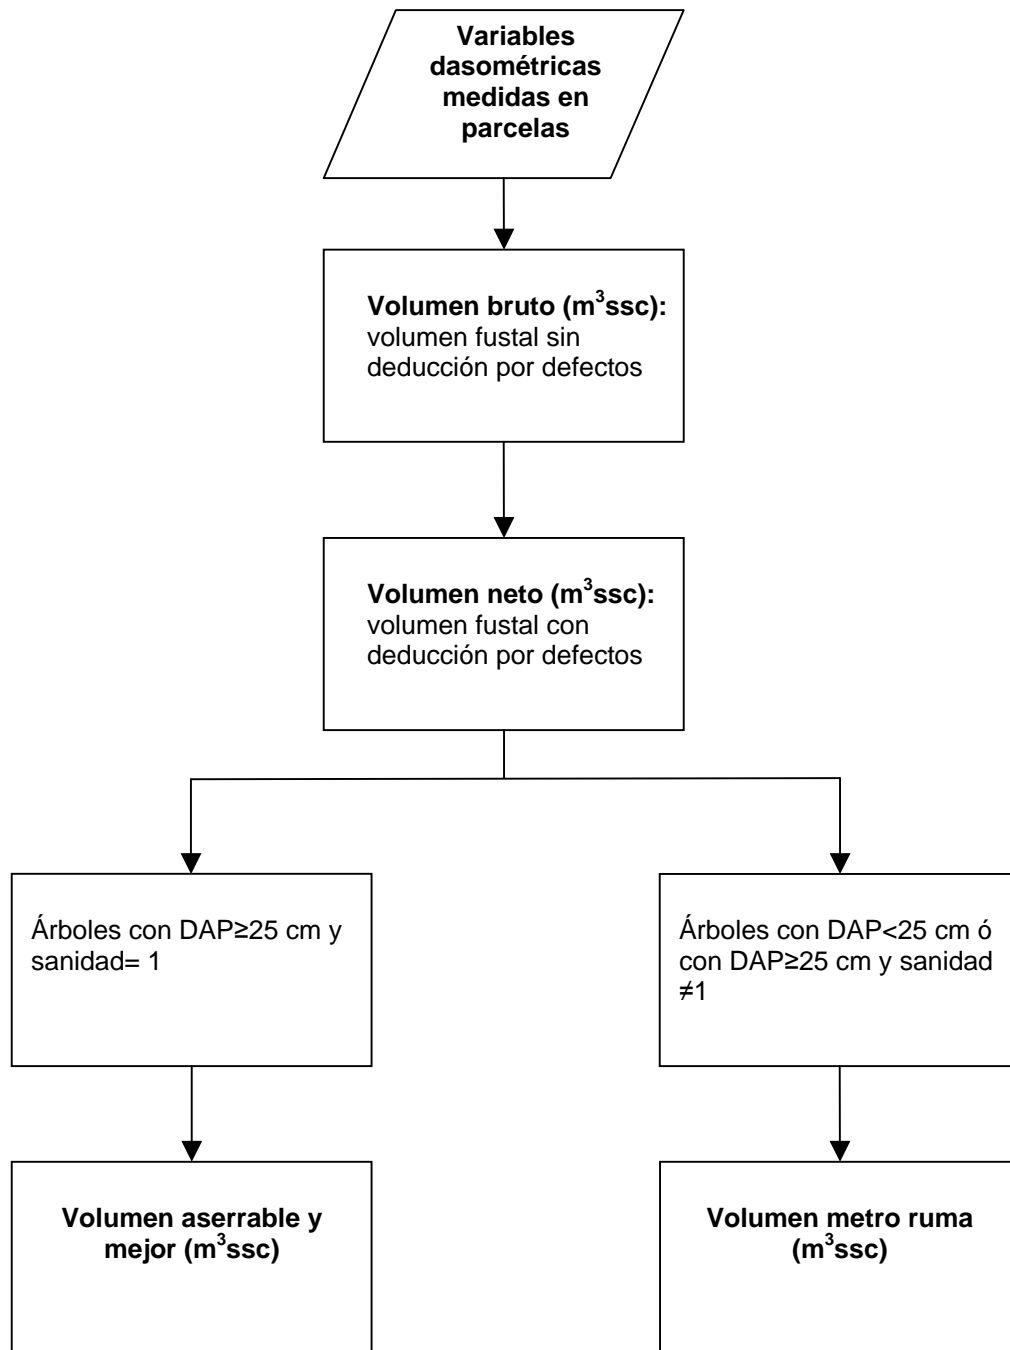 Variables
dasométricas
medidas en
parcelas
Volumen bruto (m³ssc):
volumen fustal sin
deducción por defectos
Volumen neto (m³ssc):
volumen fustal con
deducción por defectos
Árboles con DAP≥25 cm y
sanidad= 1
Árboles con DAP<25 cm ó
con DAP≥25 cm y sanidad
≠1
Volumen aserrable y
mejor (m³ssc)
Volumen metro ruma
(m³ssc)